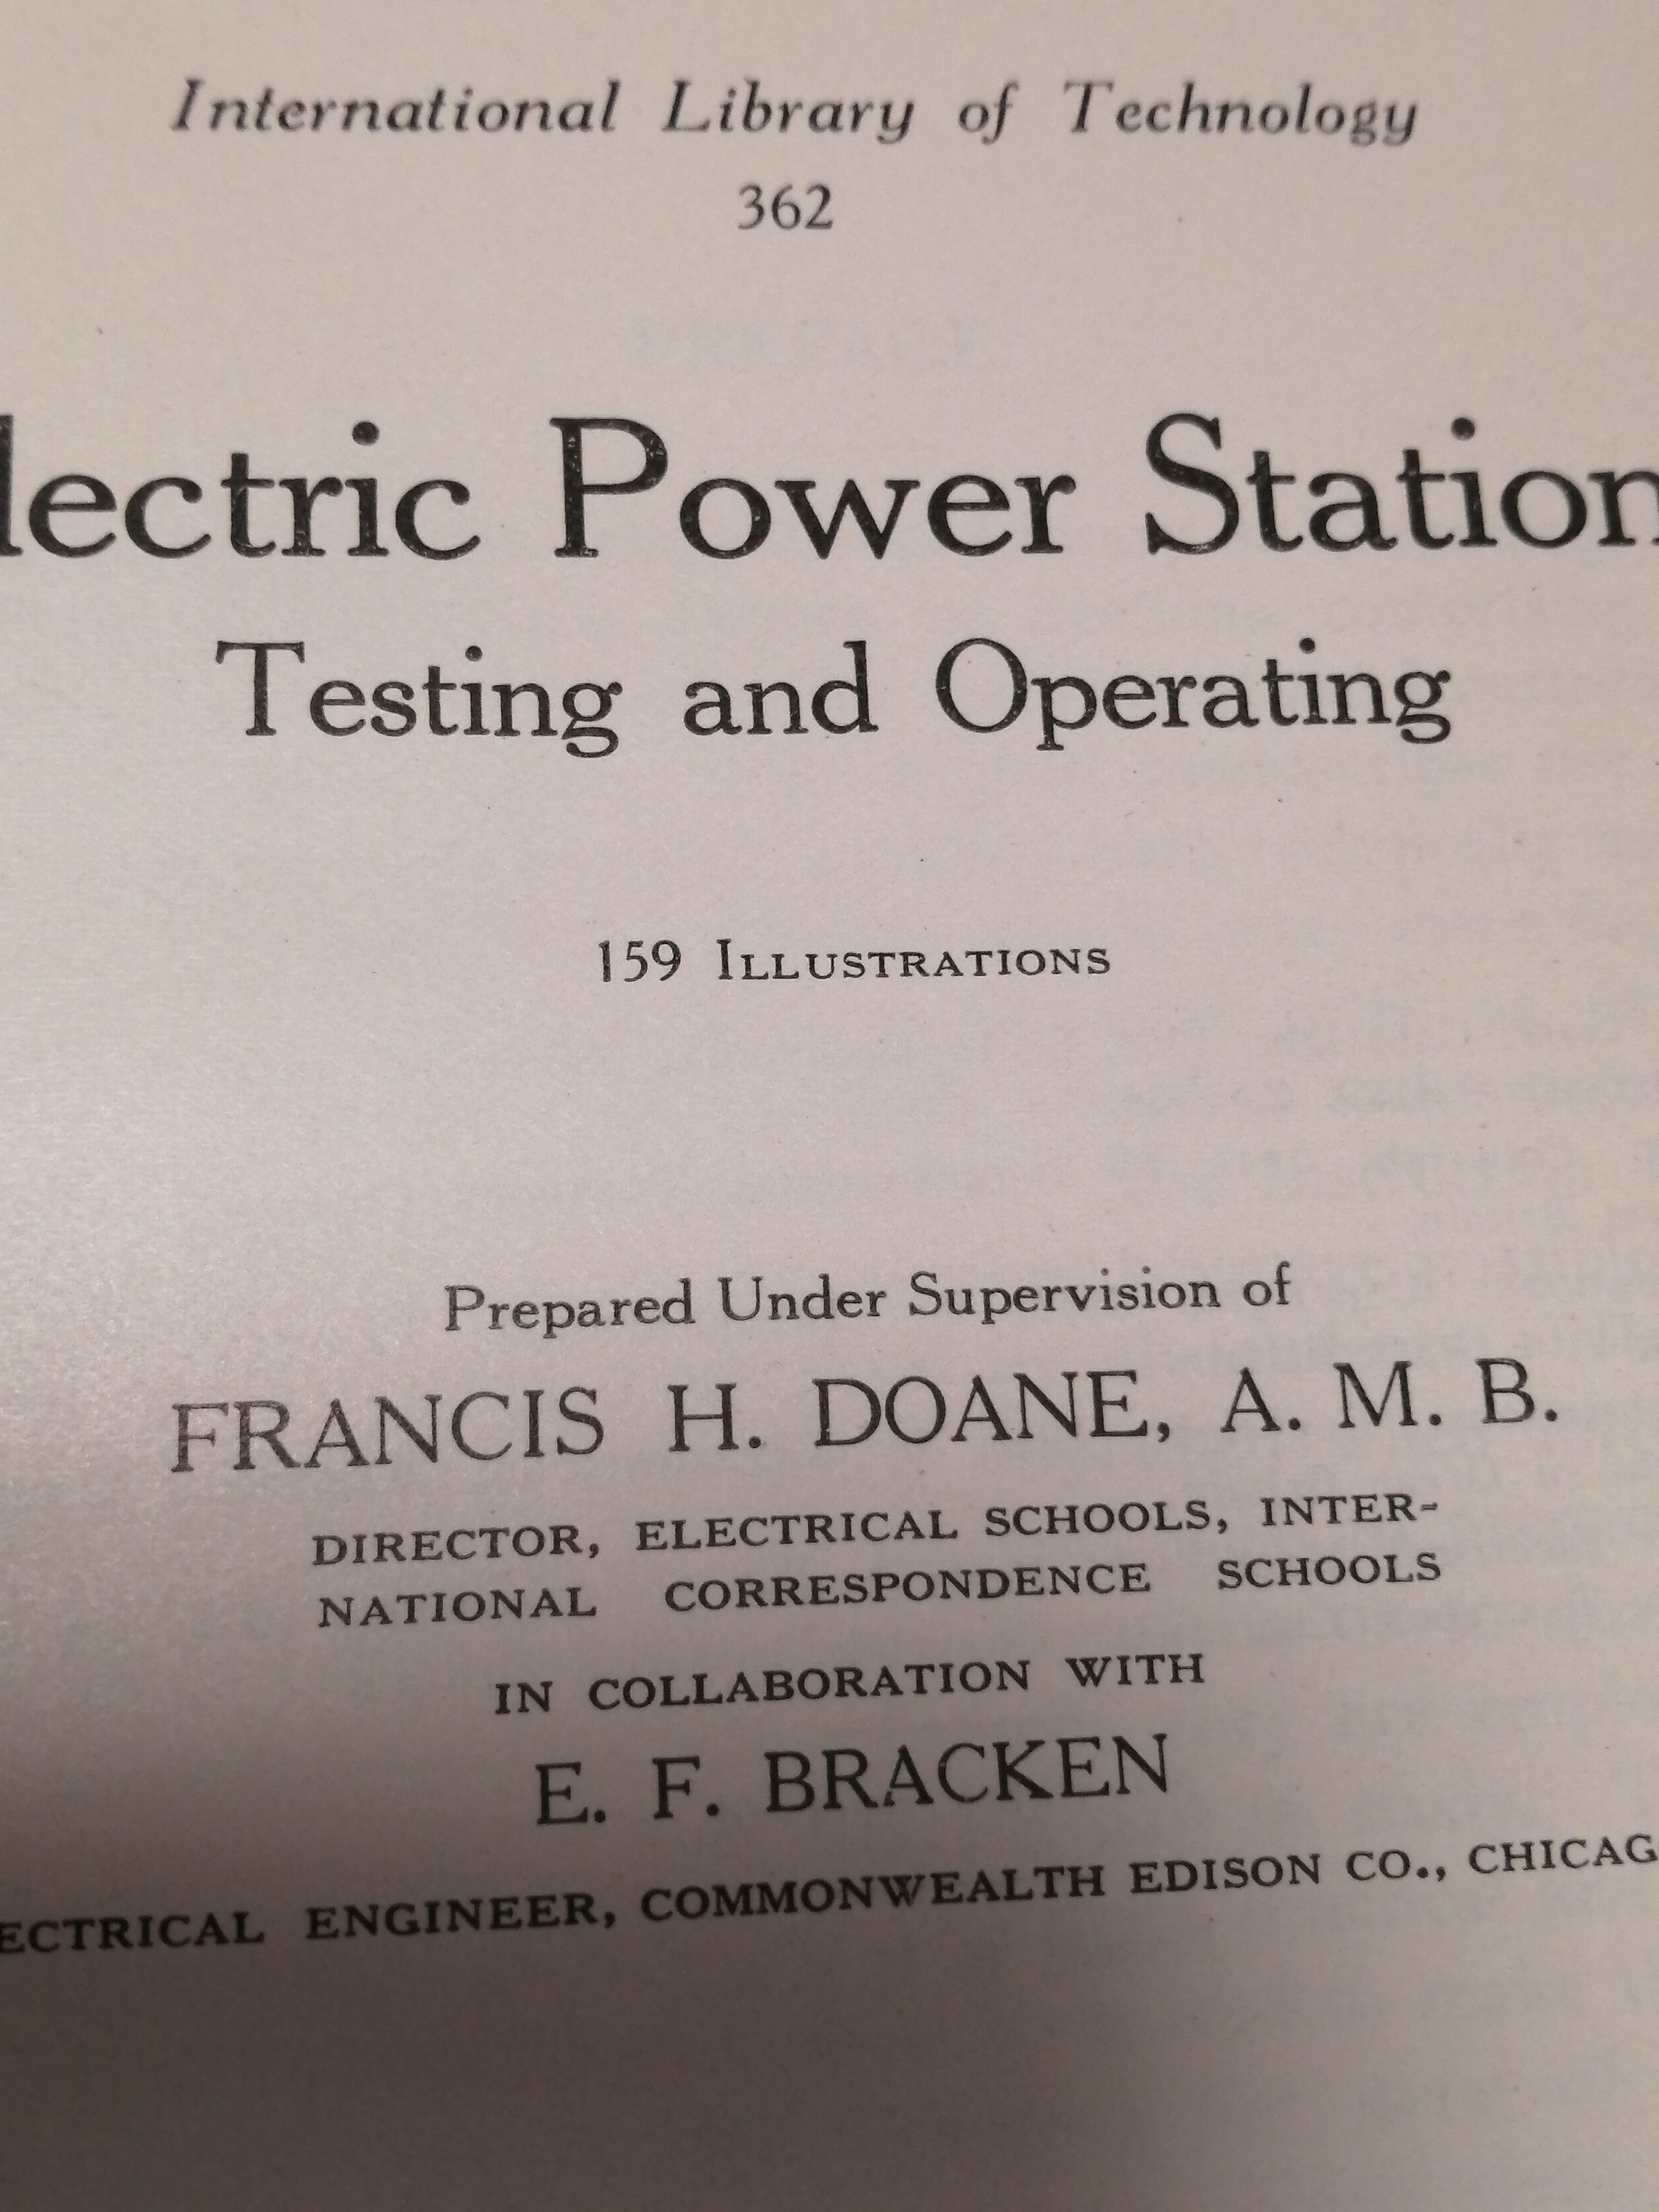 International Library of Technology
362
lectric Power Station
Testing and Operating
159 ILLUSTRATIONS
Prepared Under Supervision of
FRANCIS H. DOANE, A. M. B.
DIRECTOR, ELECTRICAL SCHOOLS, INTER-
NATIONAL CORRESPONDENCE SCHOOLS
IN COLLABORATION WITH
E. F. BRACKEN
ECTRICAL ENGINEER, COMMONWEALTH EDISON CO., CHICAG